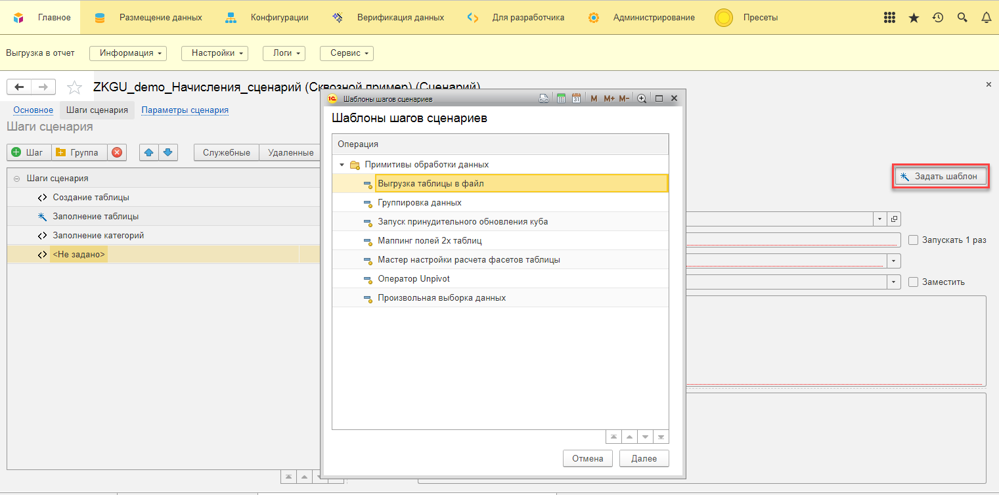 Главное Размещение данных Конфигурации Верификация данных Для разработчика Администрирование Пресеты
Выгрузка в отчет Информация Настройки Логи Сервис
ZKGU_demo_Начисления_сценарий (Сквозной пример) (Сценарий)
Основное Шаги сценария Параметры сценария
Шаги сценария
Шаг Группа Служебные Удаленные
Шаги сценария
Создание таблицы
Заполнение таблицы
Заполнение категорий
<Не задано>
1С Шаблоны шагов сценариев 31 M M+ M-
Шаблоны шагов сценариев
Операция
Примитивы обработки данных
Выгрузка таблицы в файл
Группировка данных
Запуск принудительного обновления куба
Маппинг полей 2х таблиц
Мастер настройки расчета фасетов таблицы
Оператор Unpivot
Произвольная выборка данных
Отмена Далее
Задать шаблон
Запускать 1 раз
Заместить